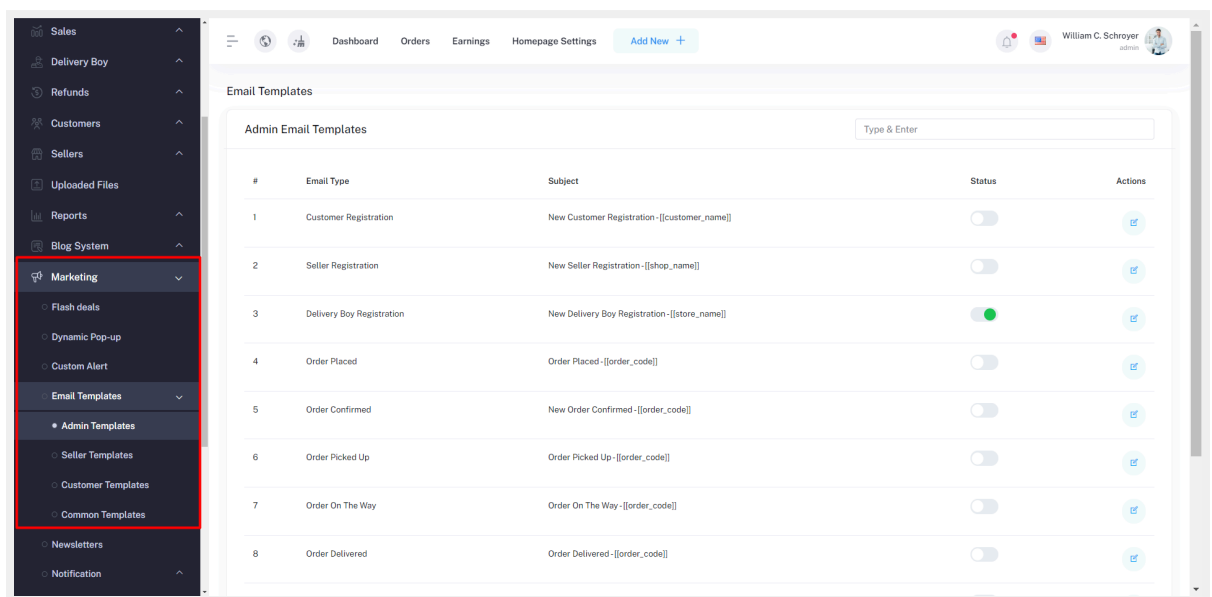 Sales
Delivery Boy
Refunds
Customers
Sellers
Uploaded Files
Reports
Blog System
Marketing
Flash deals
Dynamic Pop-up
Custom Alert
Email Templates
Admin Templates
Seller Templates
Customer Templates
Common Templates
Newsletters
Notification
Dashboard Orders Earnings Homepage Settings Add New +
William C. Schroyer
admin
Email Templates
Admin Email Templates Type & Enter
# Email Type Subject Status Actions
1 Customer Registration New Customer Registration - [[customer_name]]
2 Seller Registration New Seller Registration - [[shop_name]]
3 Delivery Boy Registration New Delivery Boy Registration - [[store_name]]
4 Order Placed Order Placed - [[order_code]]
5 Order Confirmed New Order Confirmed - [[order_code]]
6 Order Picked Up Order Picked Up - [[order_code]]
7 Order On The Way Order On The Way - [[order_code]]
8 Order Delivered Order Delivered - [[order_code]]